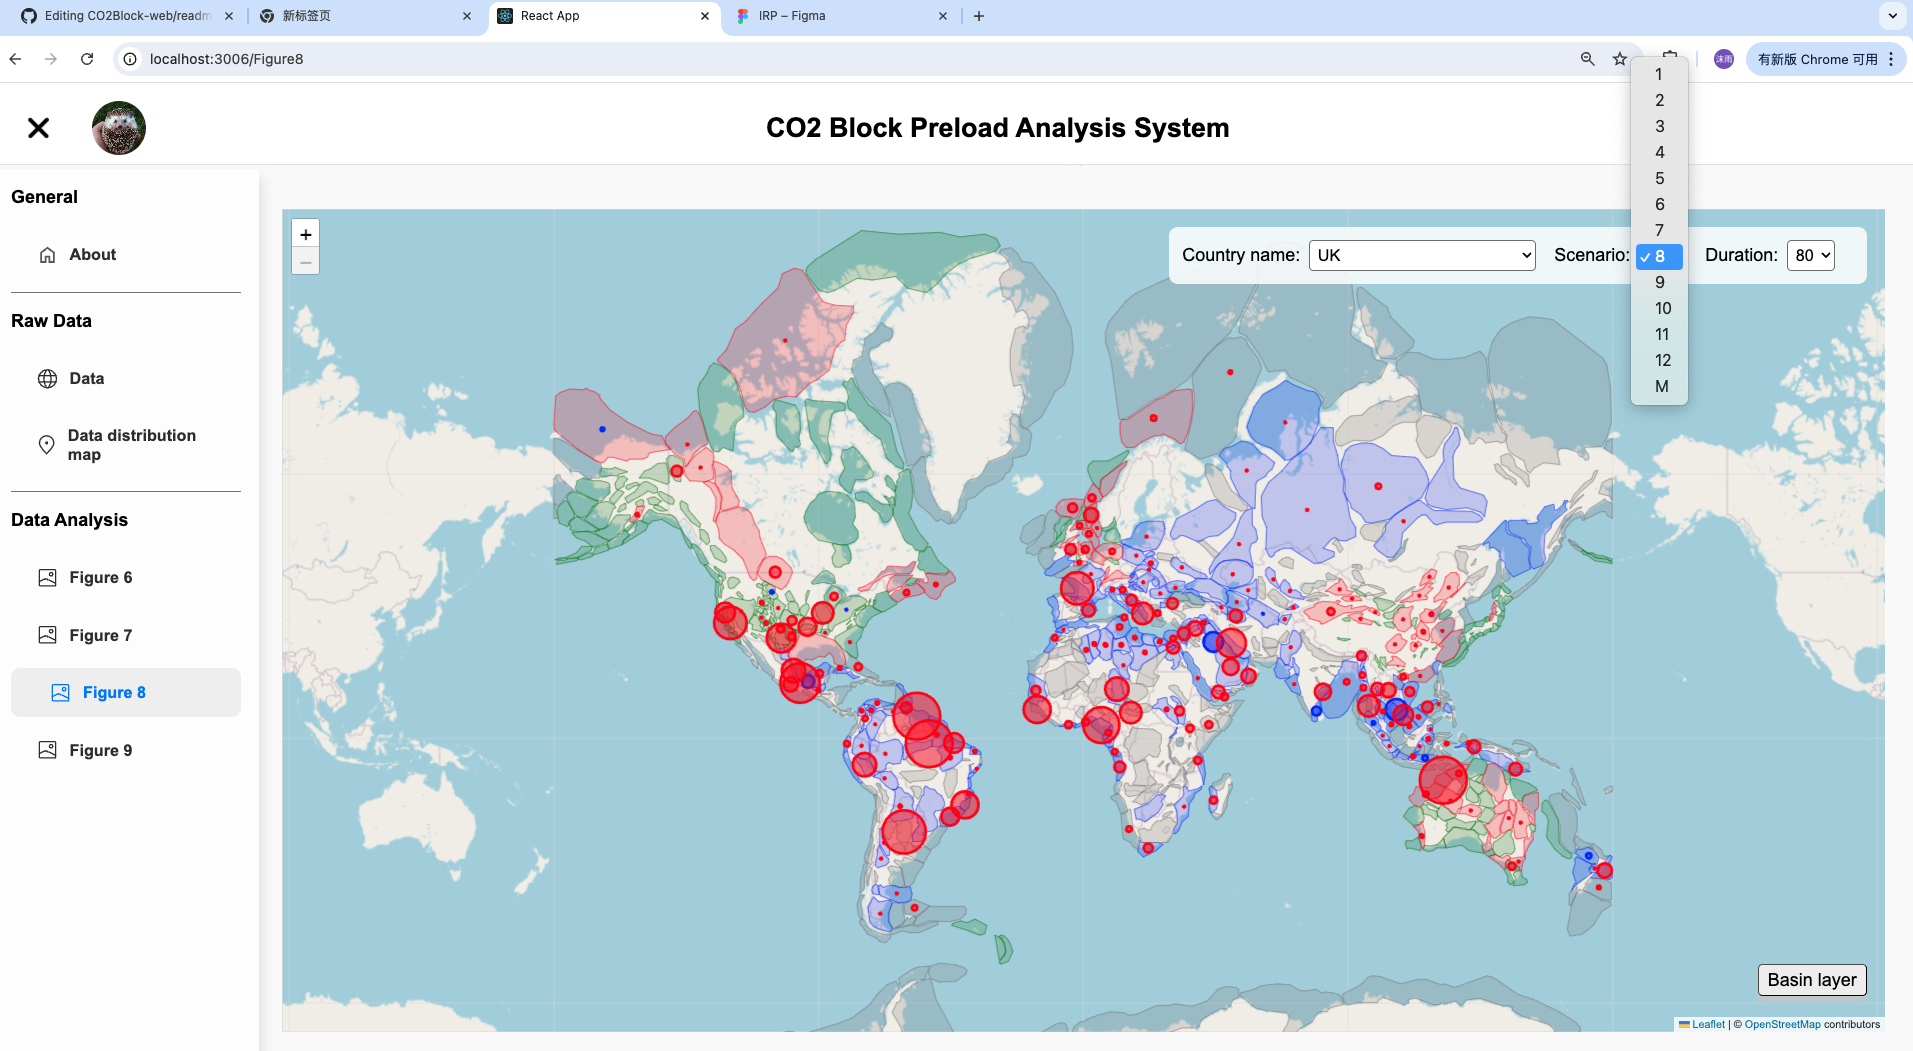 Editing CO2Block-web/readm
新标签页
React App
IRP – Figma
localhost:3006/Figure8
沫雨
有新版 Chrome 可用
CO2 Block Preload Analysis System
General
About
Raw Data
Data
Data distribution
map
Data Analysis
Figure 6
Figure 7
Figure 8
Figure 9
+
−
Country name: UK Scenario: Duration: 80
1
2
3
4
5
6
7
✓ 8
9
10
11
12
M
Basin layer
Leaflet | © OpenStreetMap contributors